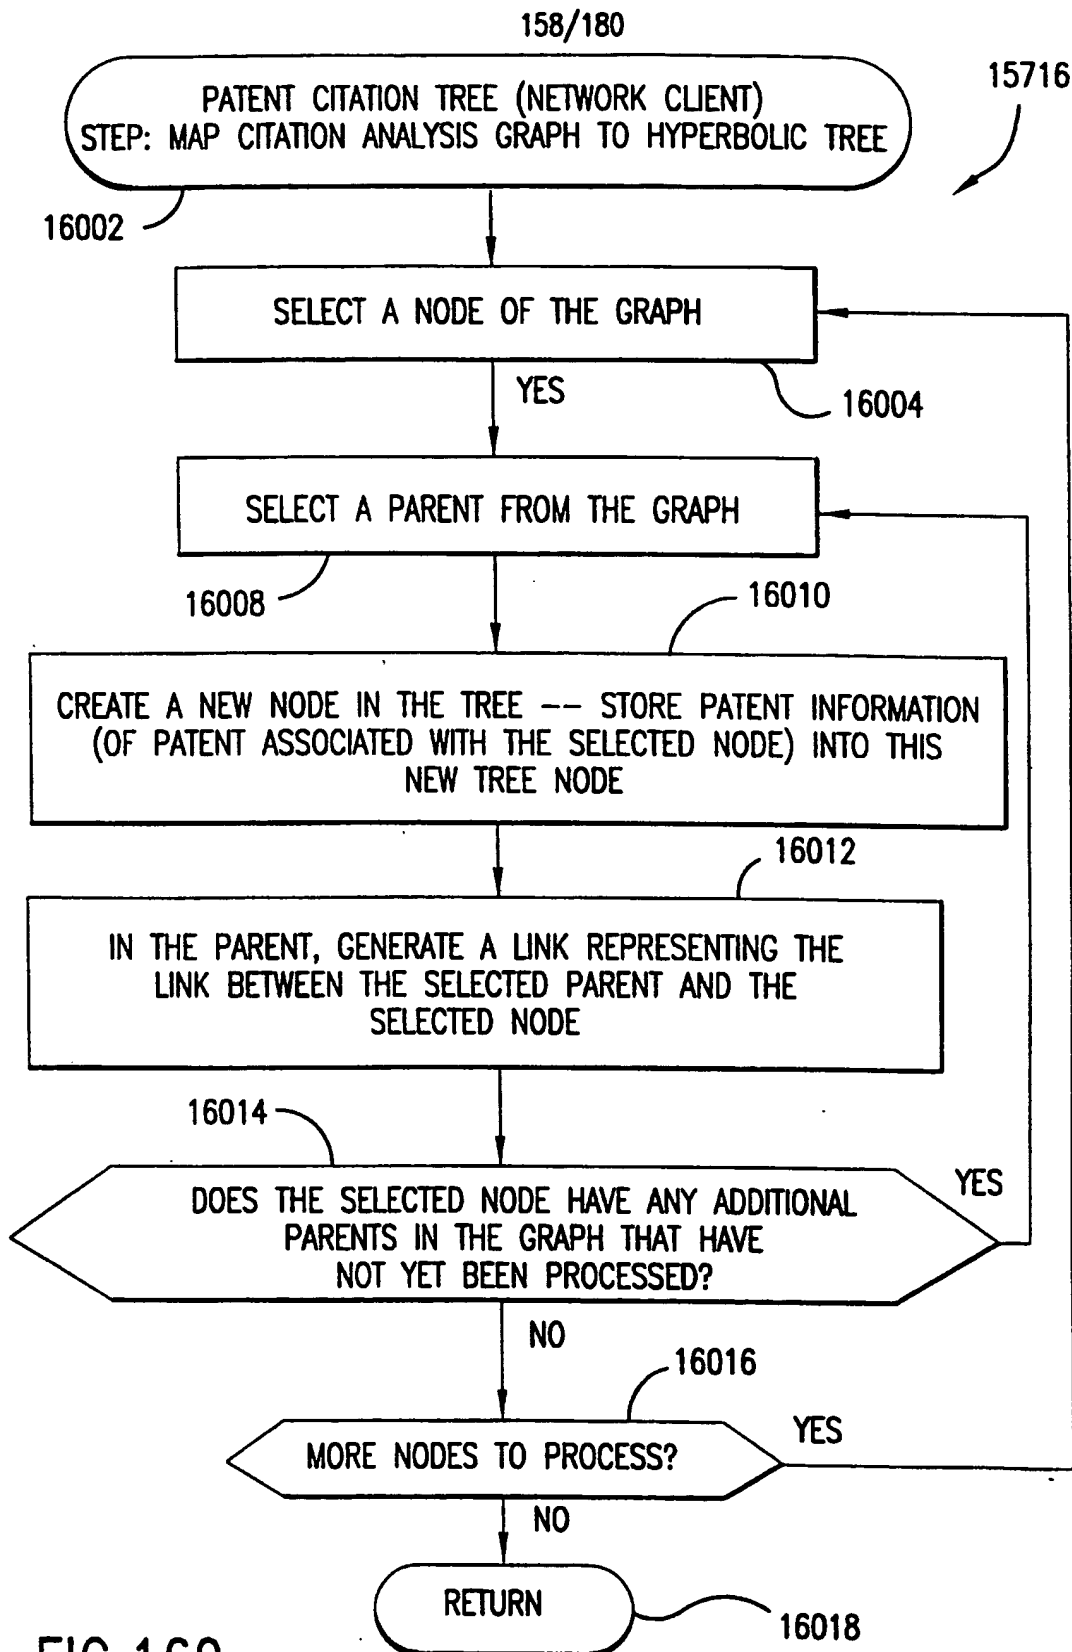 158/180
15716
PATENT CITATION TREE (NETWORK CLIENT)
STEP: MAP CITATION ANALYSIS GRAPH TO HYPERBOLIC TREE
16002
SELECT A NODE OF THE GRAPH
YES
16004
SELECT A PARENT FROM THE GRAPH
16008
16010
CREATE A NEW NODE IN THE TREE -- STORE PATENT INFORMATION
(OF PATENT ASSOCIATED WITH THE SELECTED NODE) INTO THIS
NEW TREE NODE
16012
IN THE PARENT, GENERATE A LINK REPRESENTING THE
LINK BETWEEN THE SELECTED PARENT AND THE
SELECTED NODE
16014
YES
DOES THE SELECTED NODE HAVE ANY ADDITIONAL
PARENTS IN THE GRAPH THAT HAVE
NOT YET BEEN PROCESSED?
NO
16016
YES
MORE NODES TO PROCESS?
NO
RETURN
16018
FIG.160